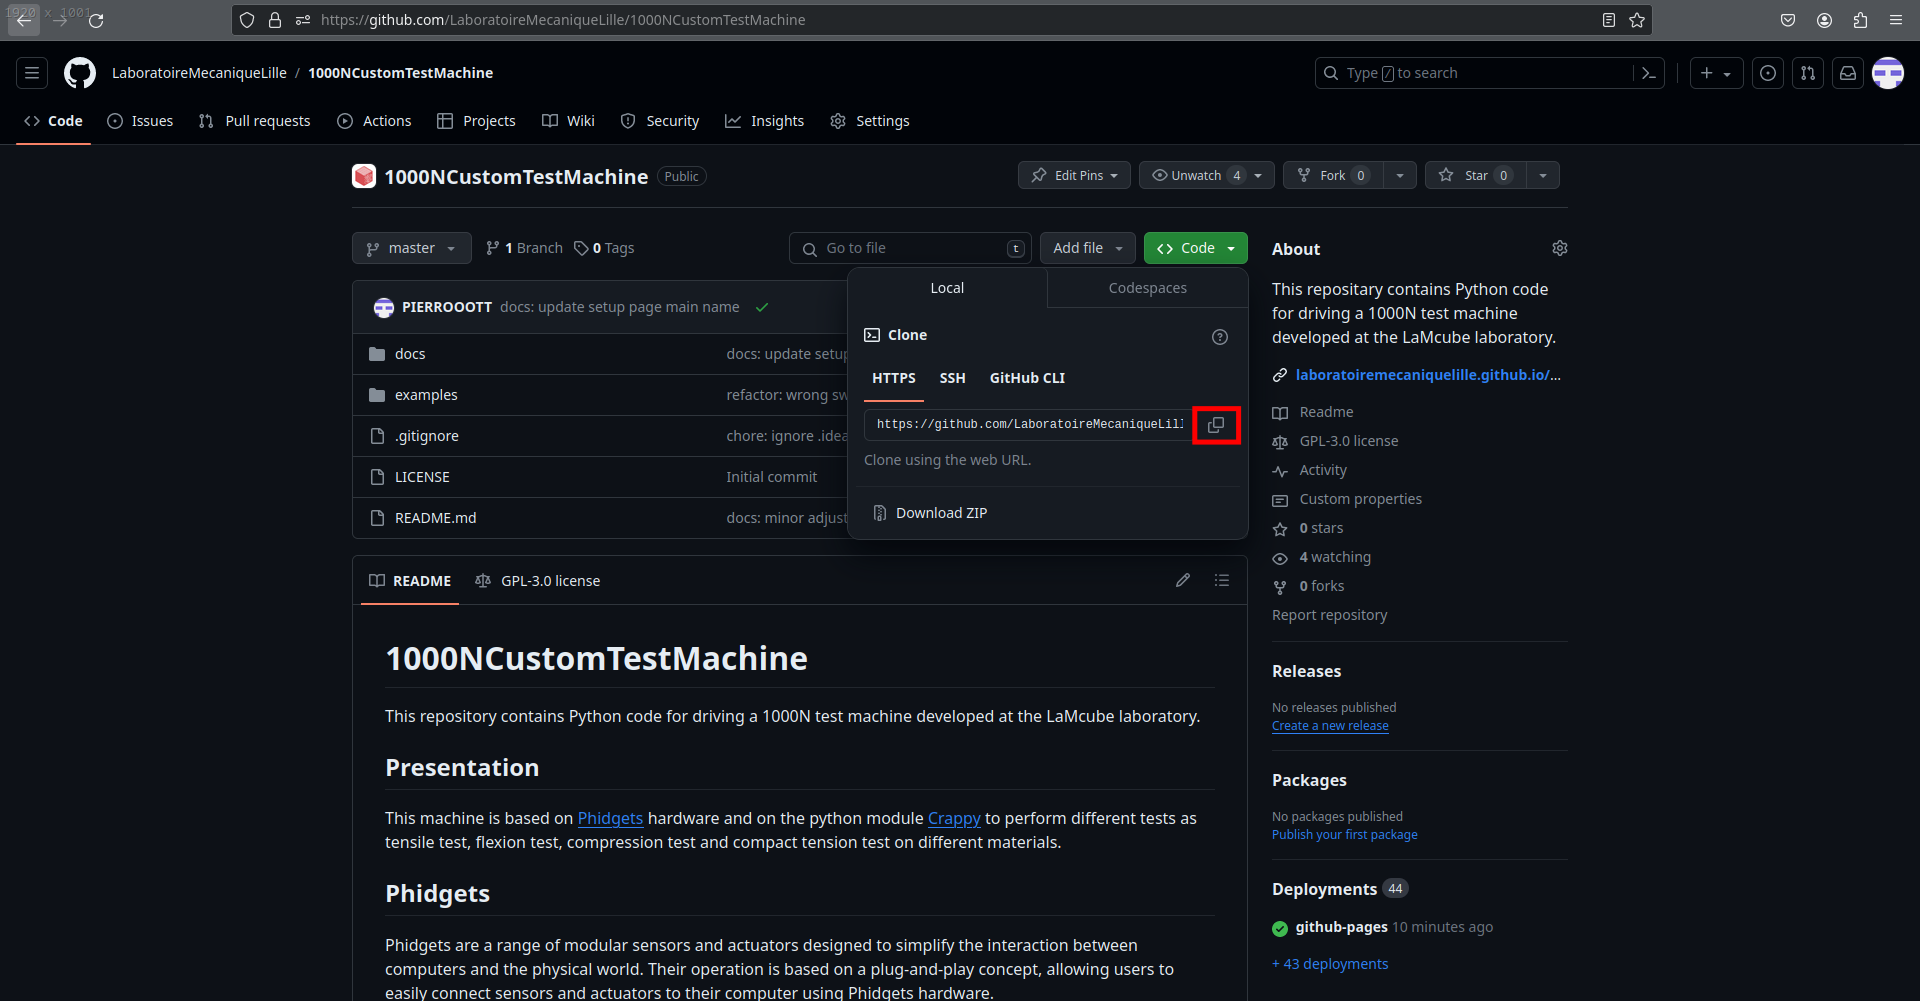 1920 x 1001
https://github.com/LaboratoireMecaniqueLille/1000NCustomTestMachine
LaboratoireMecaniqueLille / 1000NCustomTestMachine
Type / to search
Code
Issues
Pull requests
Actions
Projects
Wiki
Security
Insights
Settings
1000NCustomTestMachine Public
Edit Pins
Unwatch 4
Fork 0
Star 0
master
1 Branch
0 Tags
Go to file t
Add file
Code
PIERROOOTT docs: update setup page main name
docs docs: update setup
examples refactor: wrong sw
.gitignore chore: ignore .idea
LICENSE Initial commit
README.md docs: minor adjust
Local
Codespaces
Clone
HTTPS SSH GitHub CLI
https://github.com/LaboratoireMecaniqueLill
Clone using the web URL.
Download ZIP
README
GPL-3.0 license
1000NCustomTestMachine
This repository contains Python code for driving a 1000N test machine developed at the LaMcube laboratory.
Presentation
This machine is based on Phidgets hardware and on the python module Crappy to perform different tests as
tensile test, flexion test, compression test and compact tension test on different materials.
Phidgets
Phidgets are a range of modular sensors and actuators designed to simplify the interaction between
computers and the physical world. Their operation is based on a plug-and-play concept, allowing users to
easily connect sensors and actuators to their computer using Phidgets hardware.
About
This repositary contains Python code
for driving a 1000N test machine
developed at the LaMcube laboratory.
laboratoiremecaniquelille.github.io/...
Readme
GPL-3.0 license
Activity
Custom properties
0 stars
4 watching
0 forks
Report repository
Releases
No releases published
Create a new release
Packages
No packages published
Publish your first package
Deployments 44
github-pages 10 minutes ago
+ 43 deployments